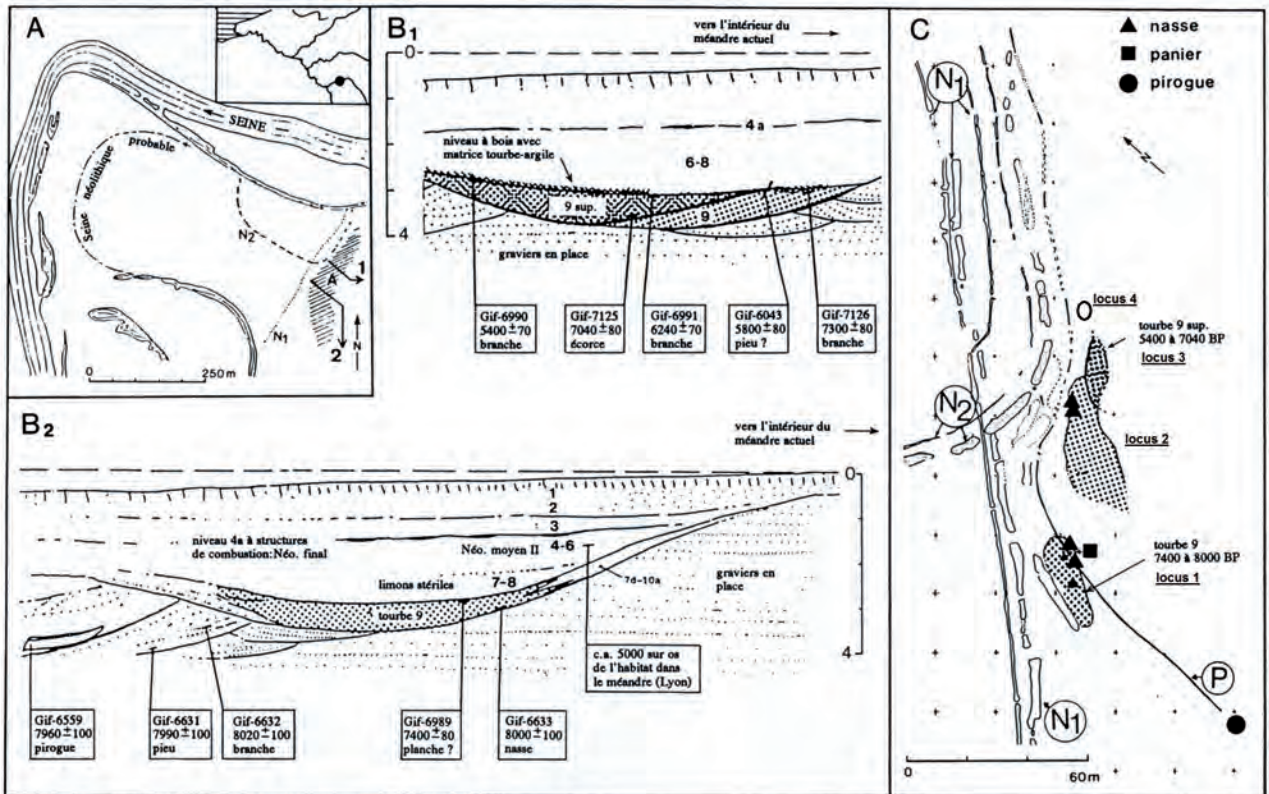 A
SEINE
Seine néolithique probable
N2
A
1
N1
2
N
0 250 m
B1
vers l'intérieur du
méandre actuel
0
4a
niveau à bois avec
matrice tourbe-argile
6-8
9 sup.
9
4
graviers en place
Gif-6990
5400±70
branche
Gif-7125
7040±80
écorce
Gif-6991
6240±80
branche
Gif-6043
5800±80
pieu ?
Gif-7126
7300±80
branche
B2
vers l'intérieur du
méandre actuel
0
1
2
3
niveau 4a à structures
de combustion:Néo. final
Néo. moyen II
4-6
limons stériles
7-8
7d-10a
tourbe 9
graviers en
place
4
c.a. 5000 sur os
de l'habitat dans
le méandre (Lyon)
Gif-6559
7960±100
pirogue
Gif-6631
7990±100
pieu
Gif-6632
8020±100
branche
Gif-6989
7400±80
planche ?
Gif-6633
8000±100
nasse
C
nasse
panier
pirogue
N1
N
locus 4
tourbe 9 sup.
5400 à 7040 BP
locus 3
N2
locus 2
tourbe 9
7400 à 8000 BP
locus 1
P
N1
0 60m